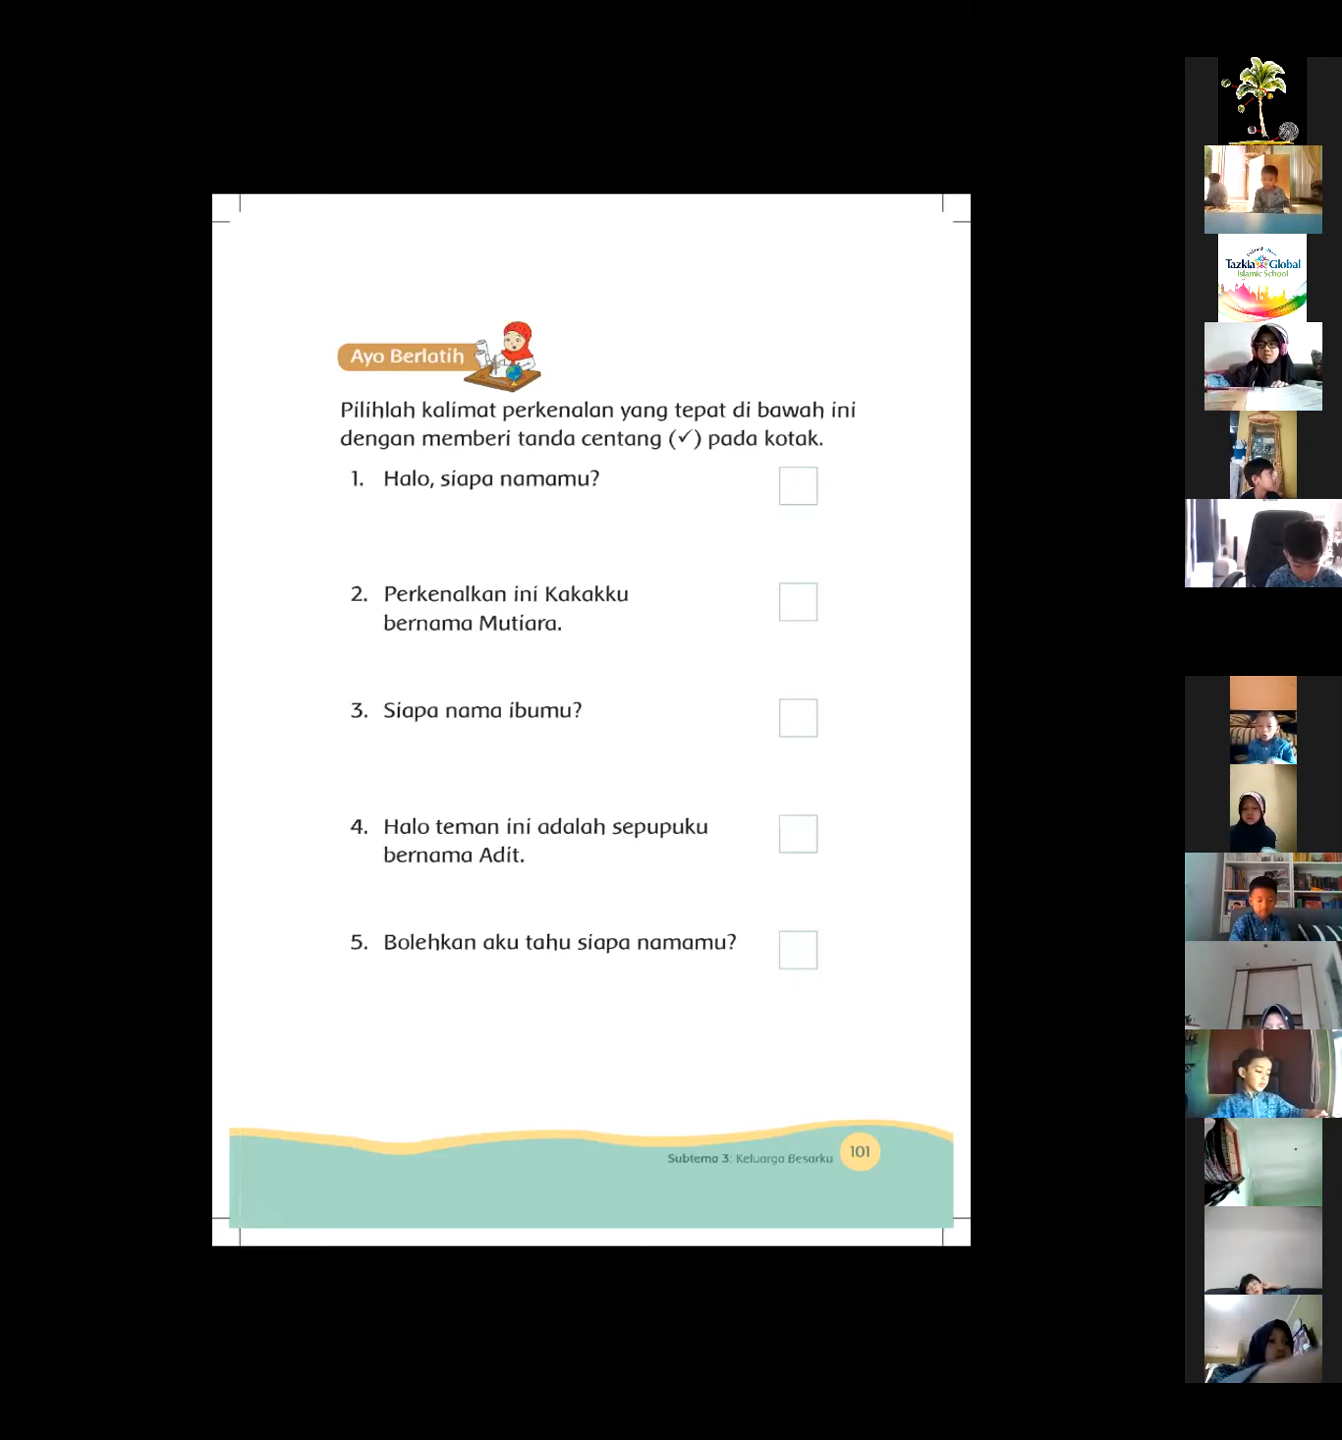 Tazkia Global
Islamic School
Ayo Berlatih
Pilihlah kalimat perkenalan yang tepat di bawah ini
dengan memberi tanda centang (✓) pada kotak.
1. Halo, siapa namamu?
2. Perkenalkan ini Kakakku
bernama Mutiara.
3. Siapa nama ibumu?
4. Halo teman ini adalah sepupuku
bernama Adit.
5. Bolehkan aku tahu siapa namamu?
Subtema 3: Keluarga Besarku 101